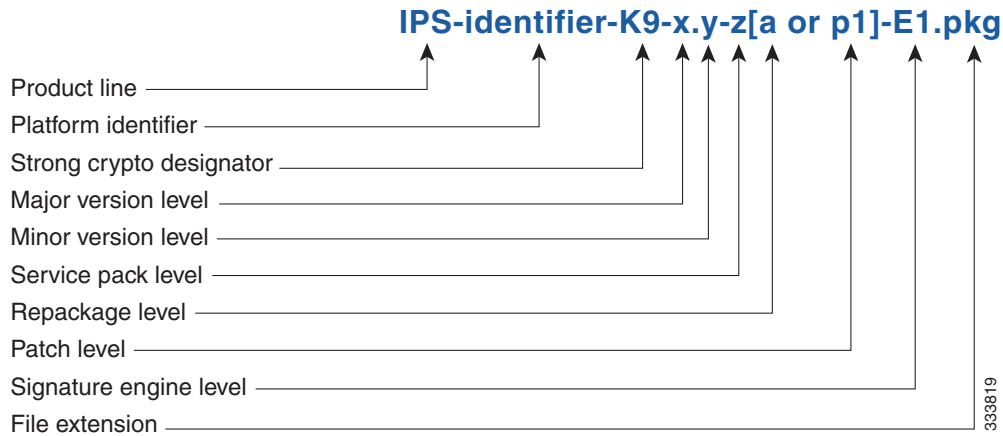 IPS-identifier-K9-x.y-z[a or p1]-E1.pkg
Product line
Platform identifier
Strong crypto designator
Major version level
Minor version level
Service pack level
Repackage level
Patch level
Signature engine level
File extension
333819